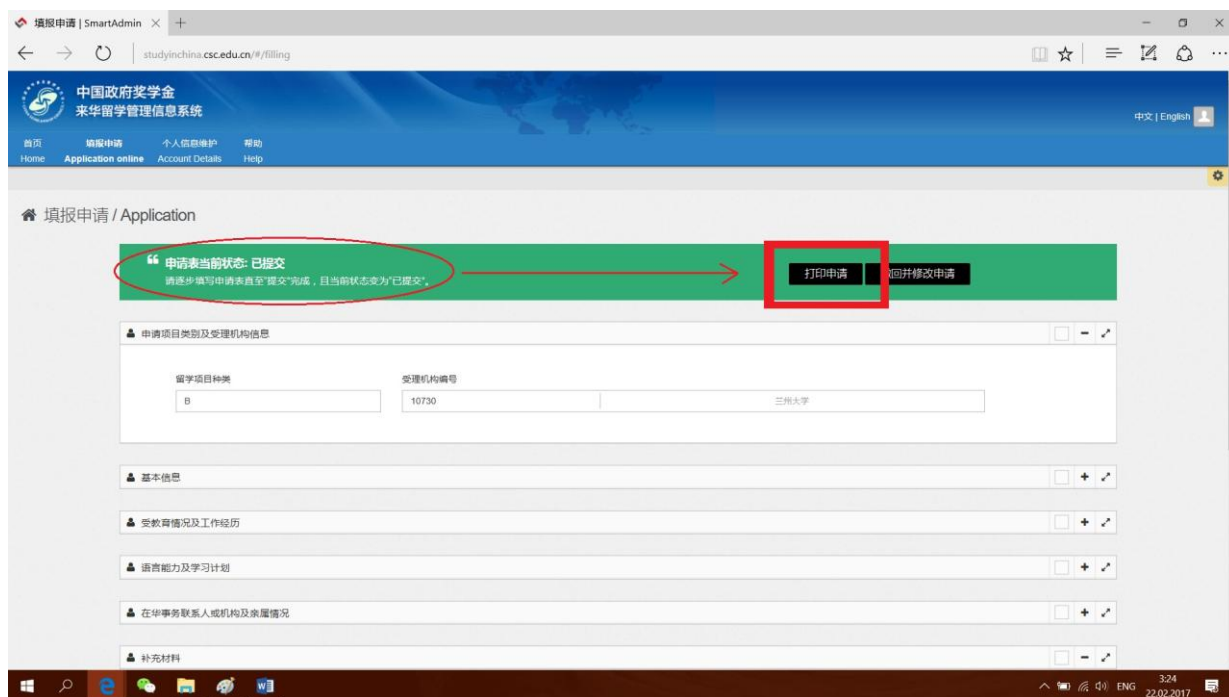 填报申请 | SmartAdmin
studyinchina.csc.edu.cn/#/filling
中国政府奖学金
来华留学管理信息系统
中文 | English
首页 填报申请 个人信息维护 帮助
Home Application online Account Details Help
填报申请 / Application
申请表当前状态: 已提交
请逐步填写申请表直至"提交"完成，且当前状态变为"已提交"。
打印申请 回并修改申请
申请项目类别及受理机构信息
留学项目种类 受理机构编号
B 10730 兰州大学
基本信息
受教育情况及工作经历
语言能力及学习计划
在华事务联系人或机构及亲属情况
补充材料
ENG 3:24
22.02.2017